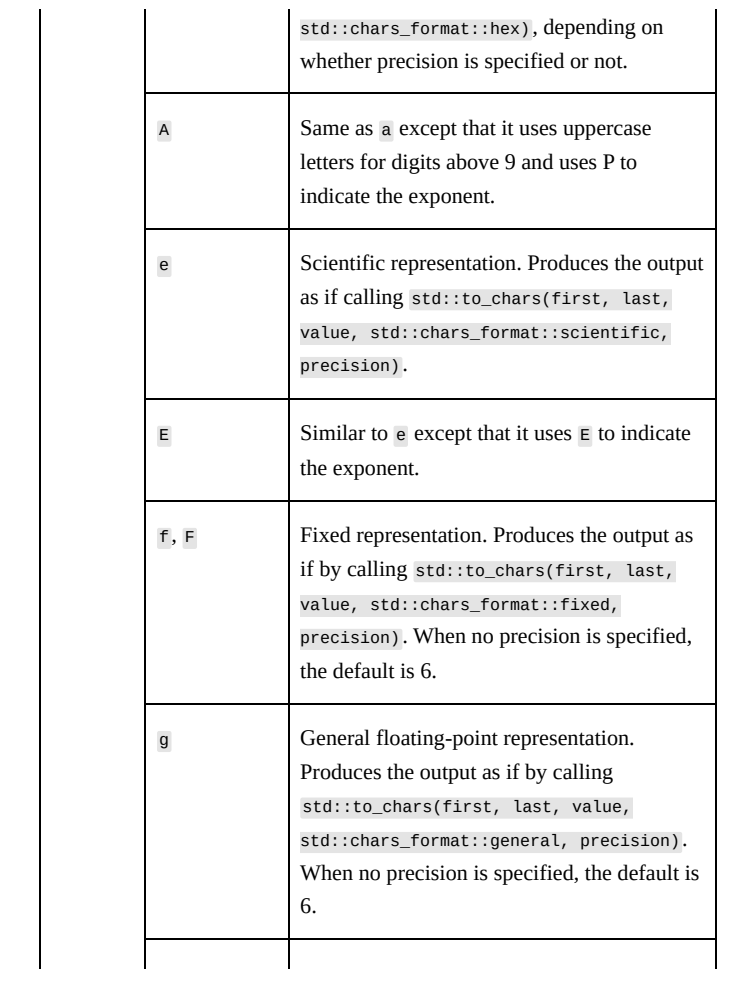 std::chars_format::hex), depending on
whether precision is specified or not.
A
Same as a except that it uses uppercase
letters for digits above 9 and uses P to
indicate the exponent.
e
Scientific representation. Produces the output
as if calling std::to_chars(first, last,
value, std::chars_format::scientific,
precision).
E
Similar to e except that it uses E to indicate
the exponent.
f, F
Fixed representation. Produces the output as
if by calling std::to_chars(first, last,
value, std::chars_format::fixed,
precision). When no precision is specified,
the default is 6.
g
General floating-point representation.
Produces the output as if by calling
std::to_chars(first, last, value,
std::chars_format::general, precision).
When no precision is specified, the default is
6.